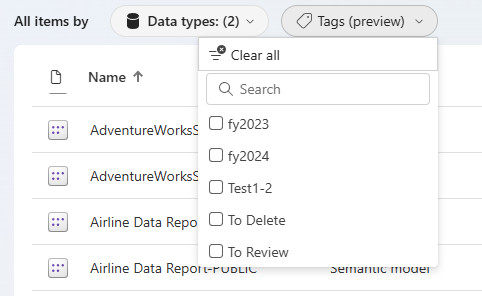 All items by
Data types: (2)
Tags (preview)
Clear all
Name
Search
fy2023
fy2024
Test1-2
To Delete
To Review
AdventureWorksS
AdventureWorksS
Airline Data Repo
Airline Data Report-PUBLIC
Semantic model